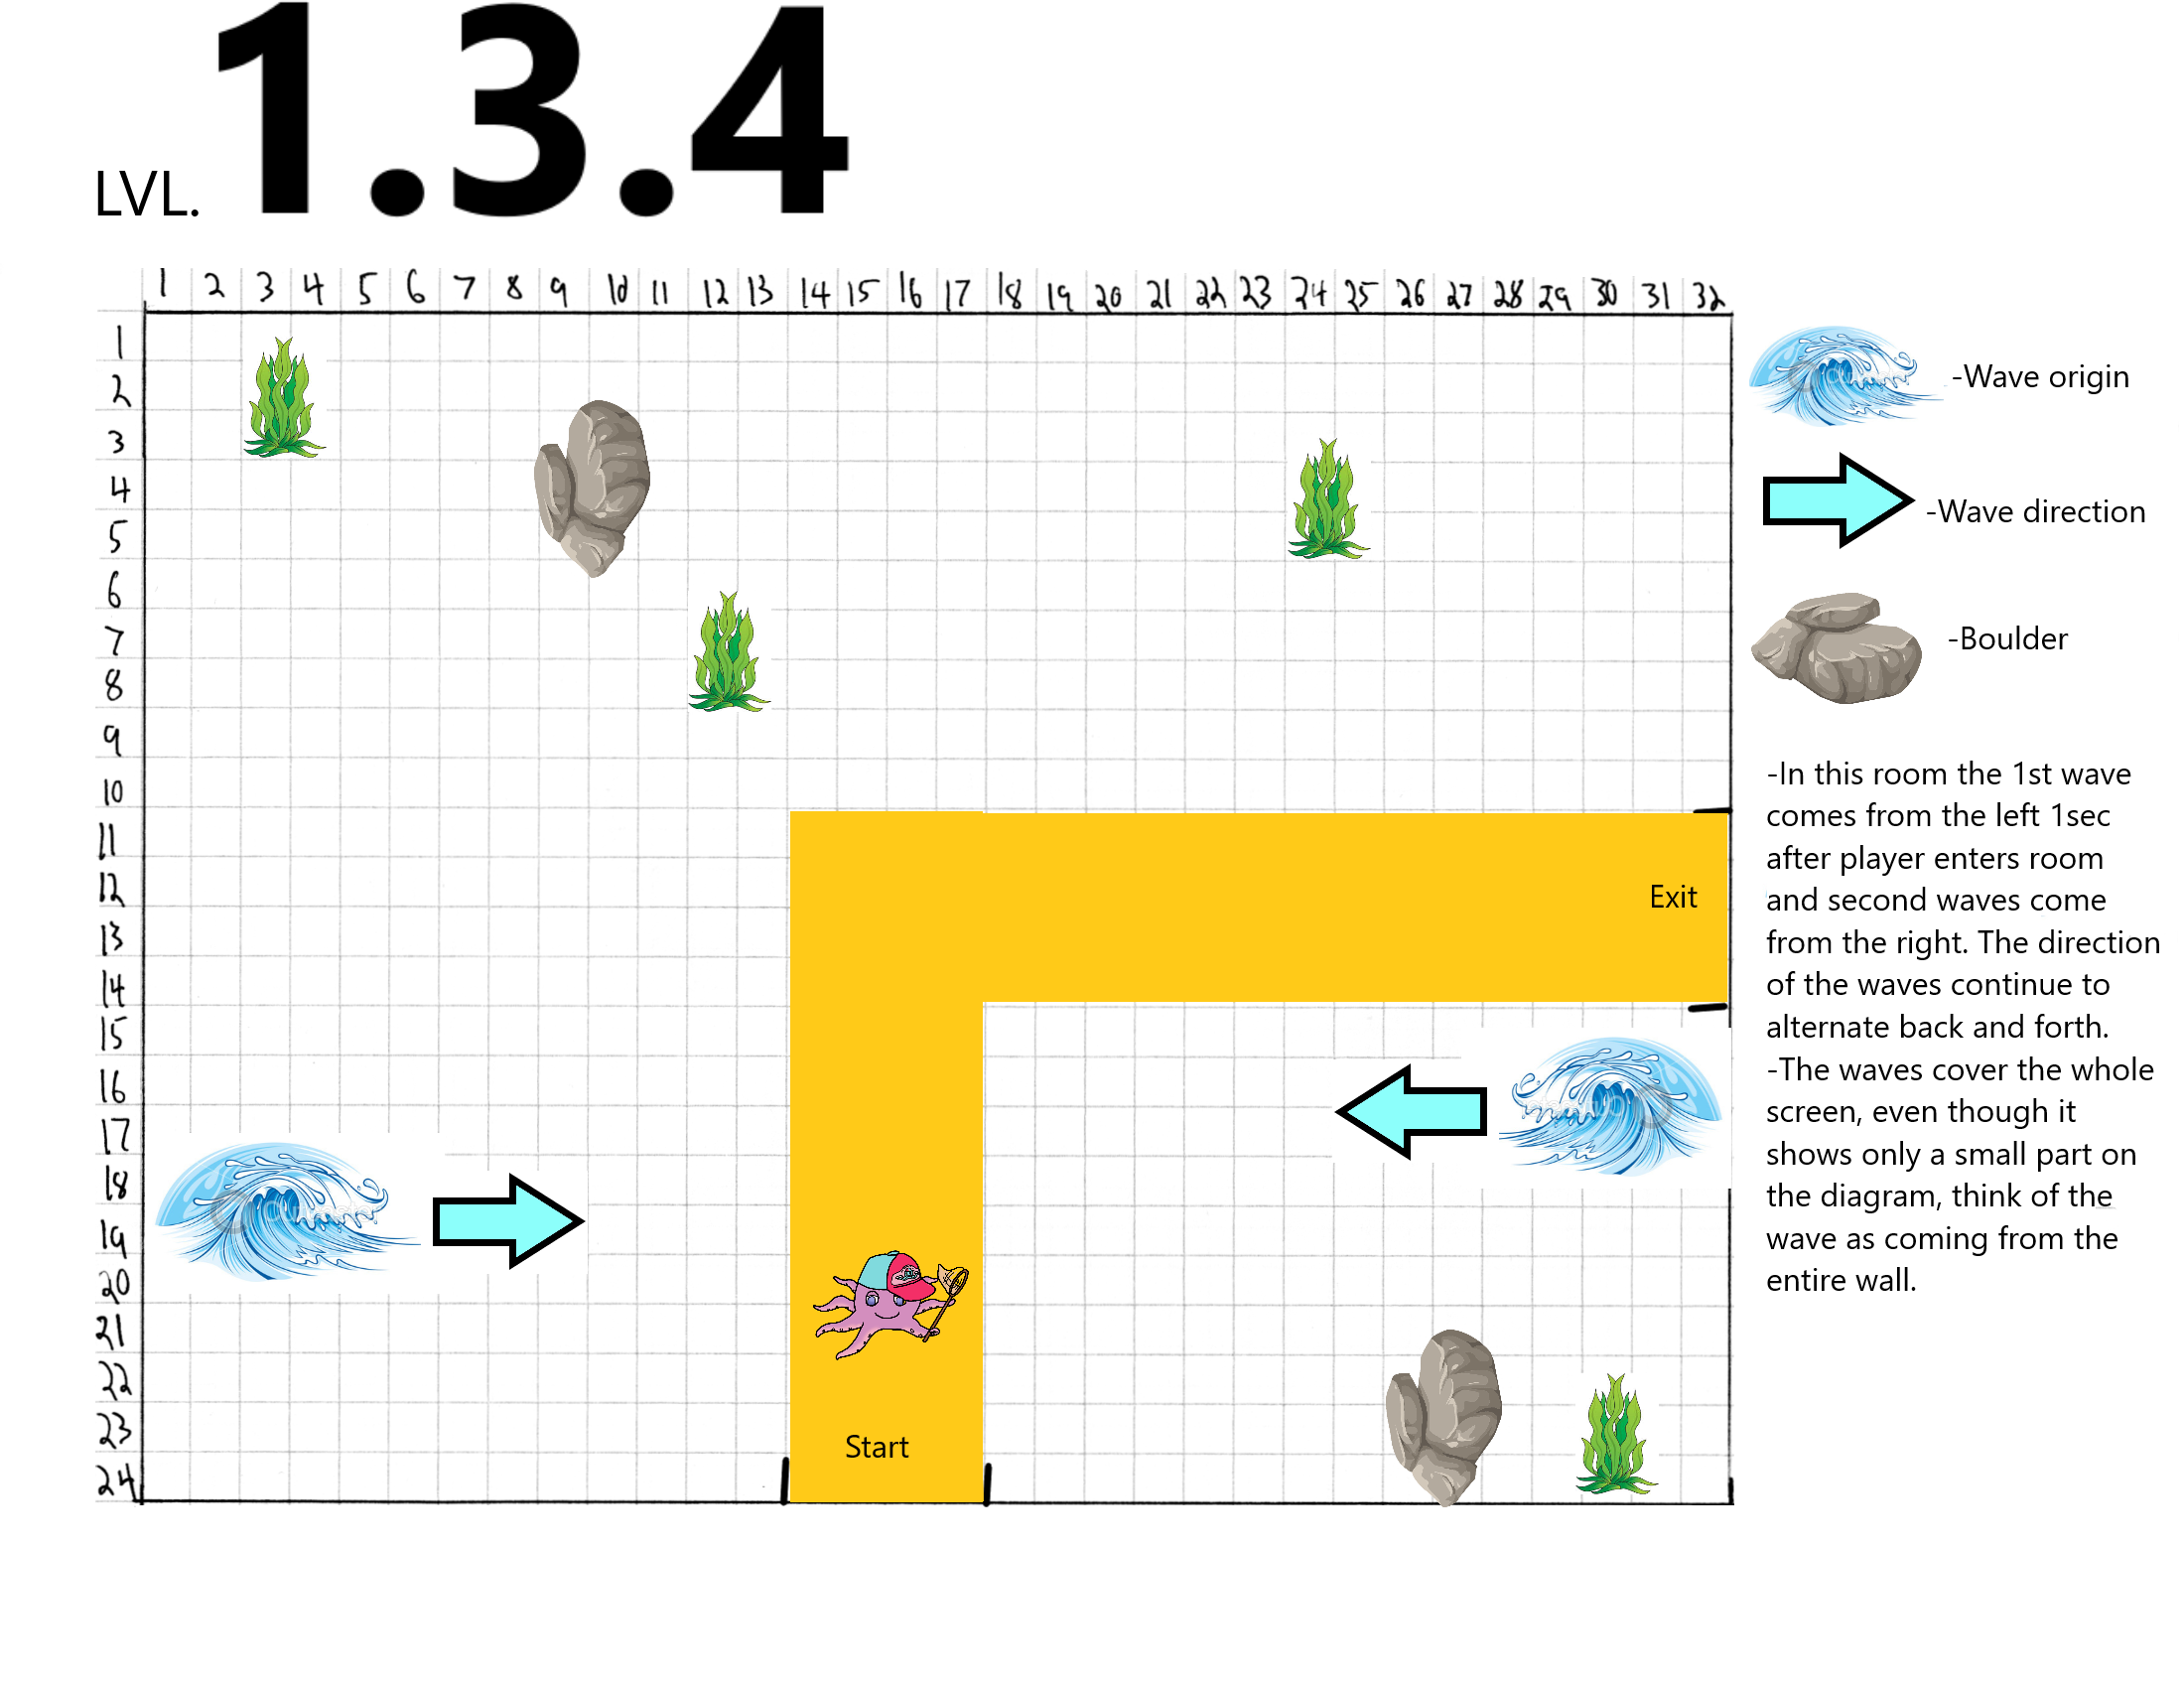 LVL. 1.3.4
1 2 3 4 5 6 7 8 9 10 11 12 13 14 15 16 17 18 19 20 21 22 23 24 25 26 27 28 29 30 31 32
1
2
3
4
5
6
7
8
9
10
11
12
13
14
15
16
17
18
19
20
21
22
23
24
-Wave origin
-Wave direction
-Boulder
Exit
Start
-In this room the 1st wave
comes from the left 1sec
after player enters room
and second waves come
from the right. The direction
of the waves continue to
alternate back and forth.
-The waves cover the whole
screen, even though it
shows only a small part on
the diagram, think of the
wave as coming from the
entire wall.